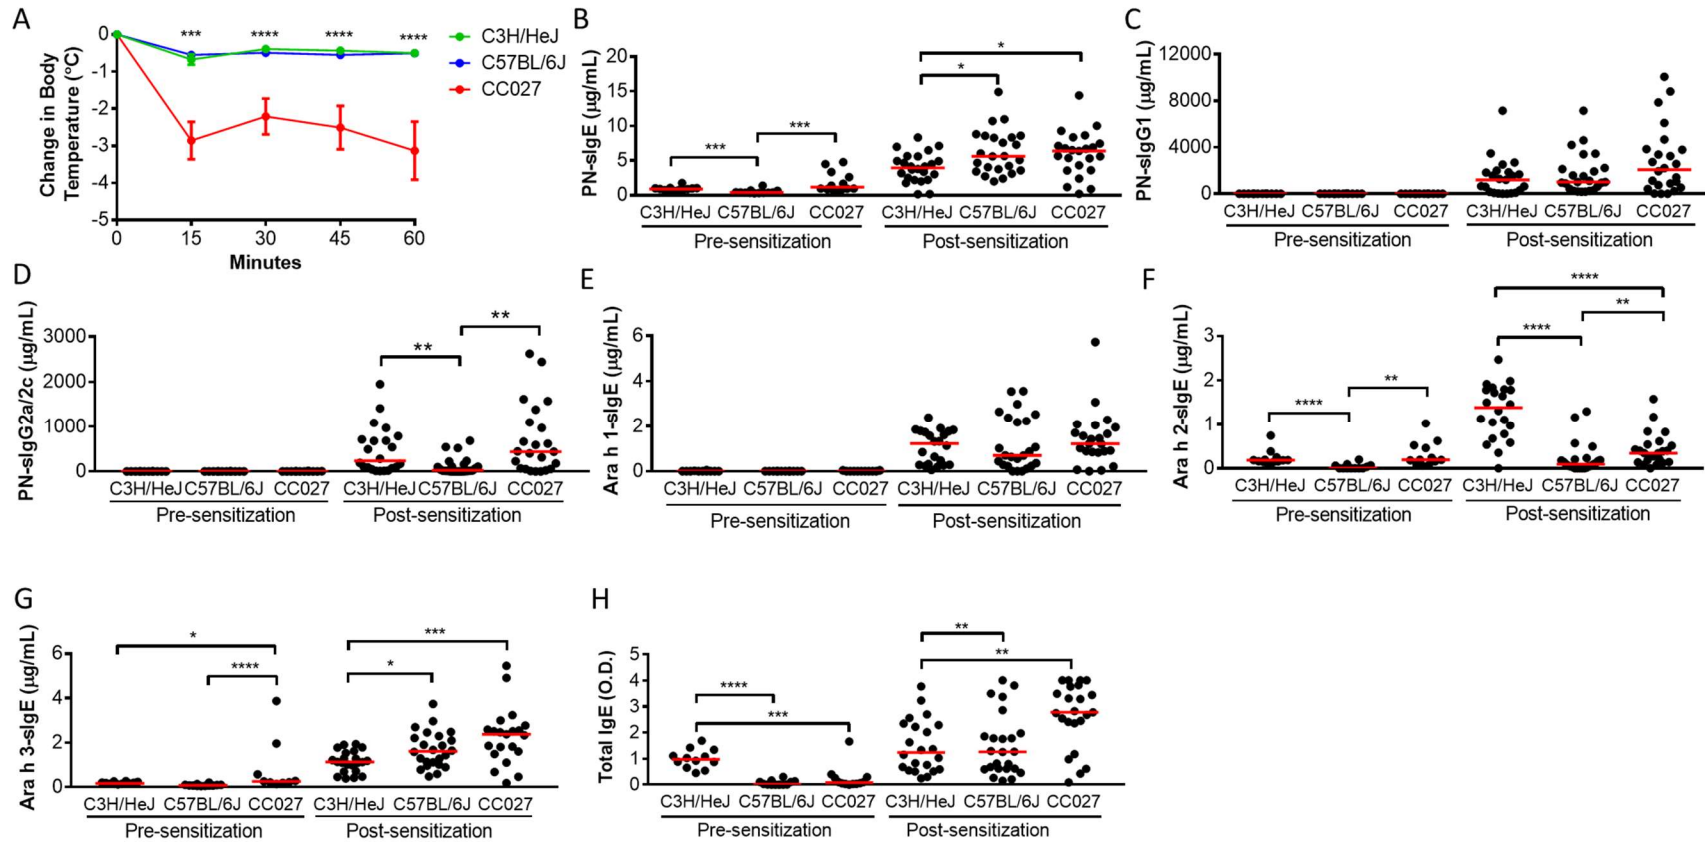 A
Change in Body
Temperature (°C)
0
-1
-2
-3
-4
-5
*** **** **** ****
0 15 30 45 60
Minutes
C3H/HeJ
C57BL/6J
CC027
B
PN-sIgE (µg/mL)
20
15
10
5
0
*** *** * *
C3H/HeJ C57BL/6J CC027 C3H/HeJ C57BL/6J CC027
Pre-sensitization Post-sensitization
C
PN-sIgG1 (µg/mL)
12000
8000
4000
0
C3H/HeJ C57BL/6J CC027 C3H/HeJ C57BL/6J CC027
Pre-sensitization Post-sensitization
D
PN-sIgG2a/2c (µg/mL)
3000
2000
1000
0
** **
C3H/HeJ C57BL/6J CC027 C3H/HeJ C57BL/6J CC027
Pre-sensitization Post-sensitization
E
Ara h 1-sIgE (µg/mL)
6
4
2
0
C3H/HeJ C57BL/6J CC027 C3H/HeJ C57BL/6J CC027
Pre-sensitization Post-sensitization
F
Ara h 2-sIgE (µg/mL)
3
2
1
0
**** ** **** ** ****
C3H/HeJ C57BL/6J CC027 C3H/HeJ C57BL/6J CC027
Pre-sensitization Post-sensitization
G
Ara h 3-sIgE (µg/mL)
6
4
2
0
* **** * ***
C3H/HeJ C57BL/6J CC027 C3H/HeJ C57BL/6J CC027
Pre-sensitization Post-sensitization
H
Total IgE (O.D.)
5
4
3
2
1
0
**** *** ** **
C3H/HeJ C57BL/6J CC027 C3H/HeJ C57BL/6J CC027
Pre-sensitization Post-sensitization